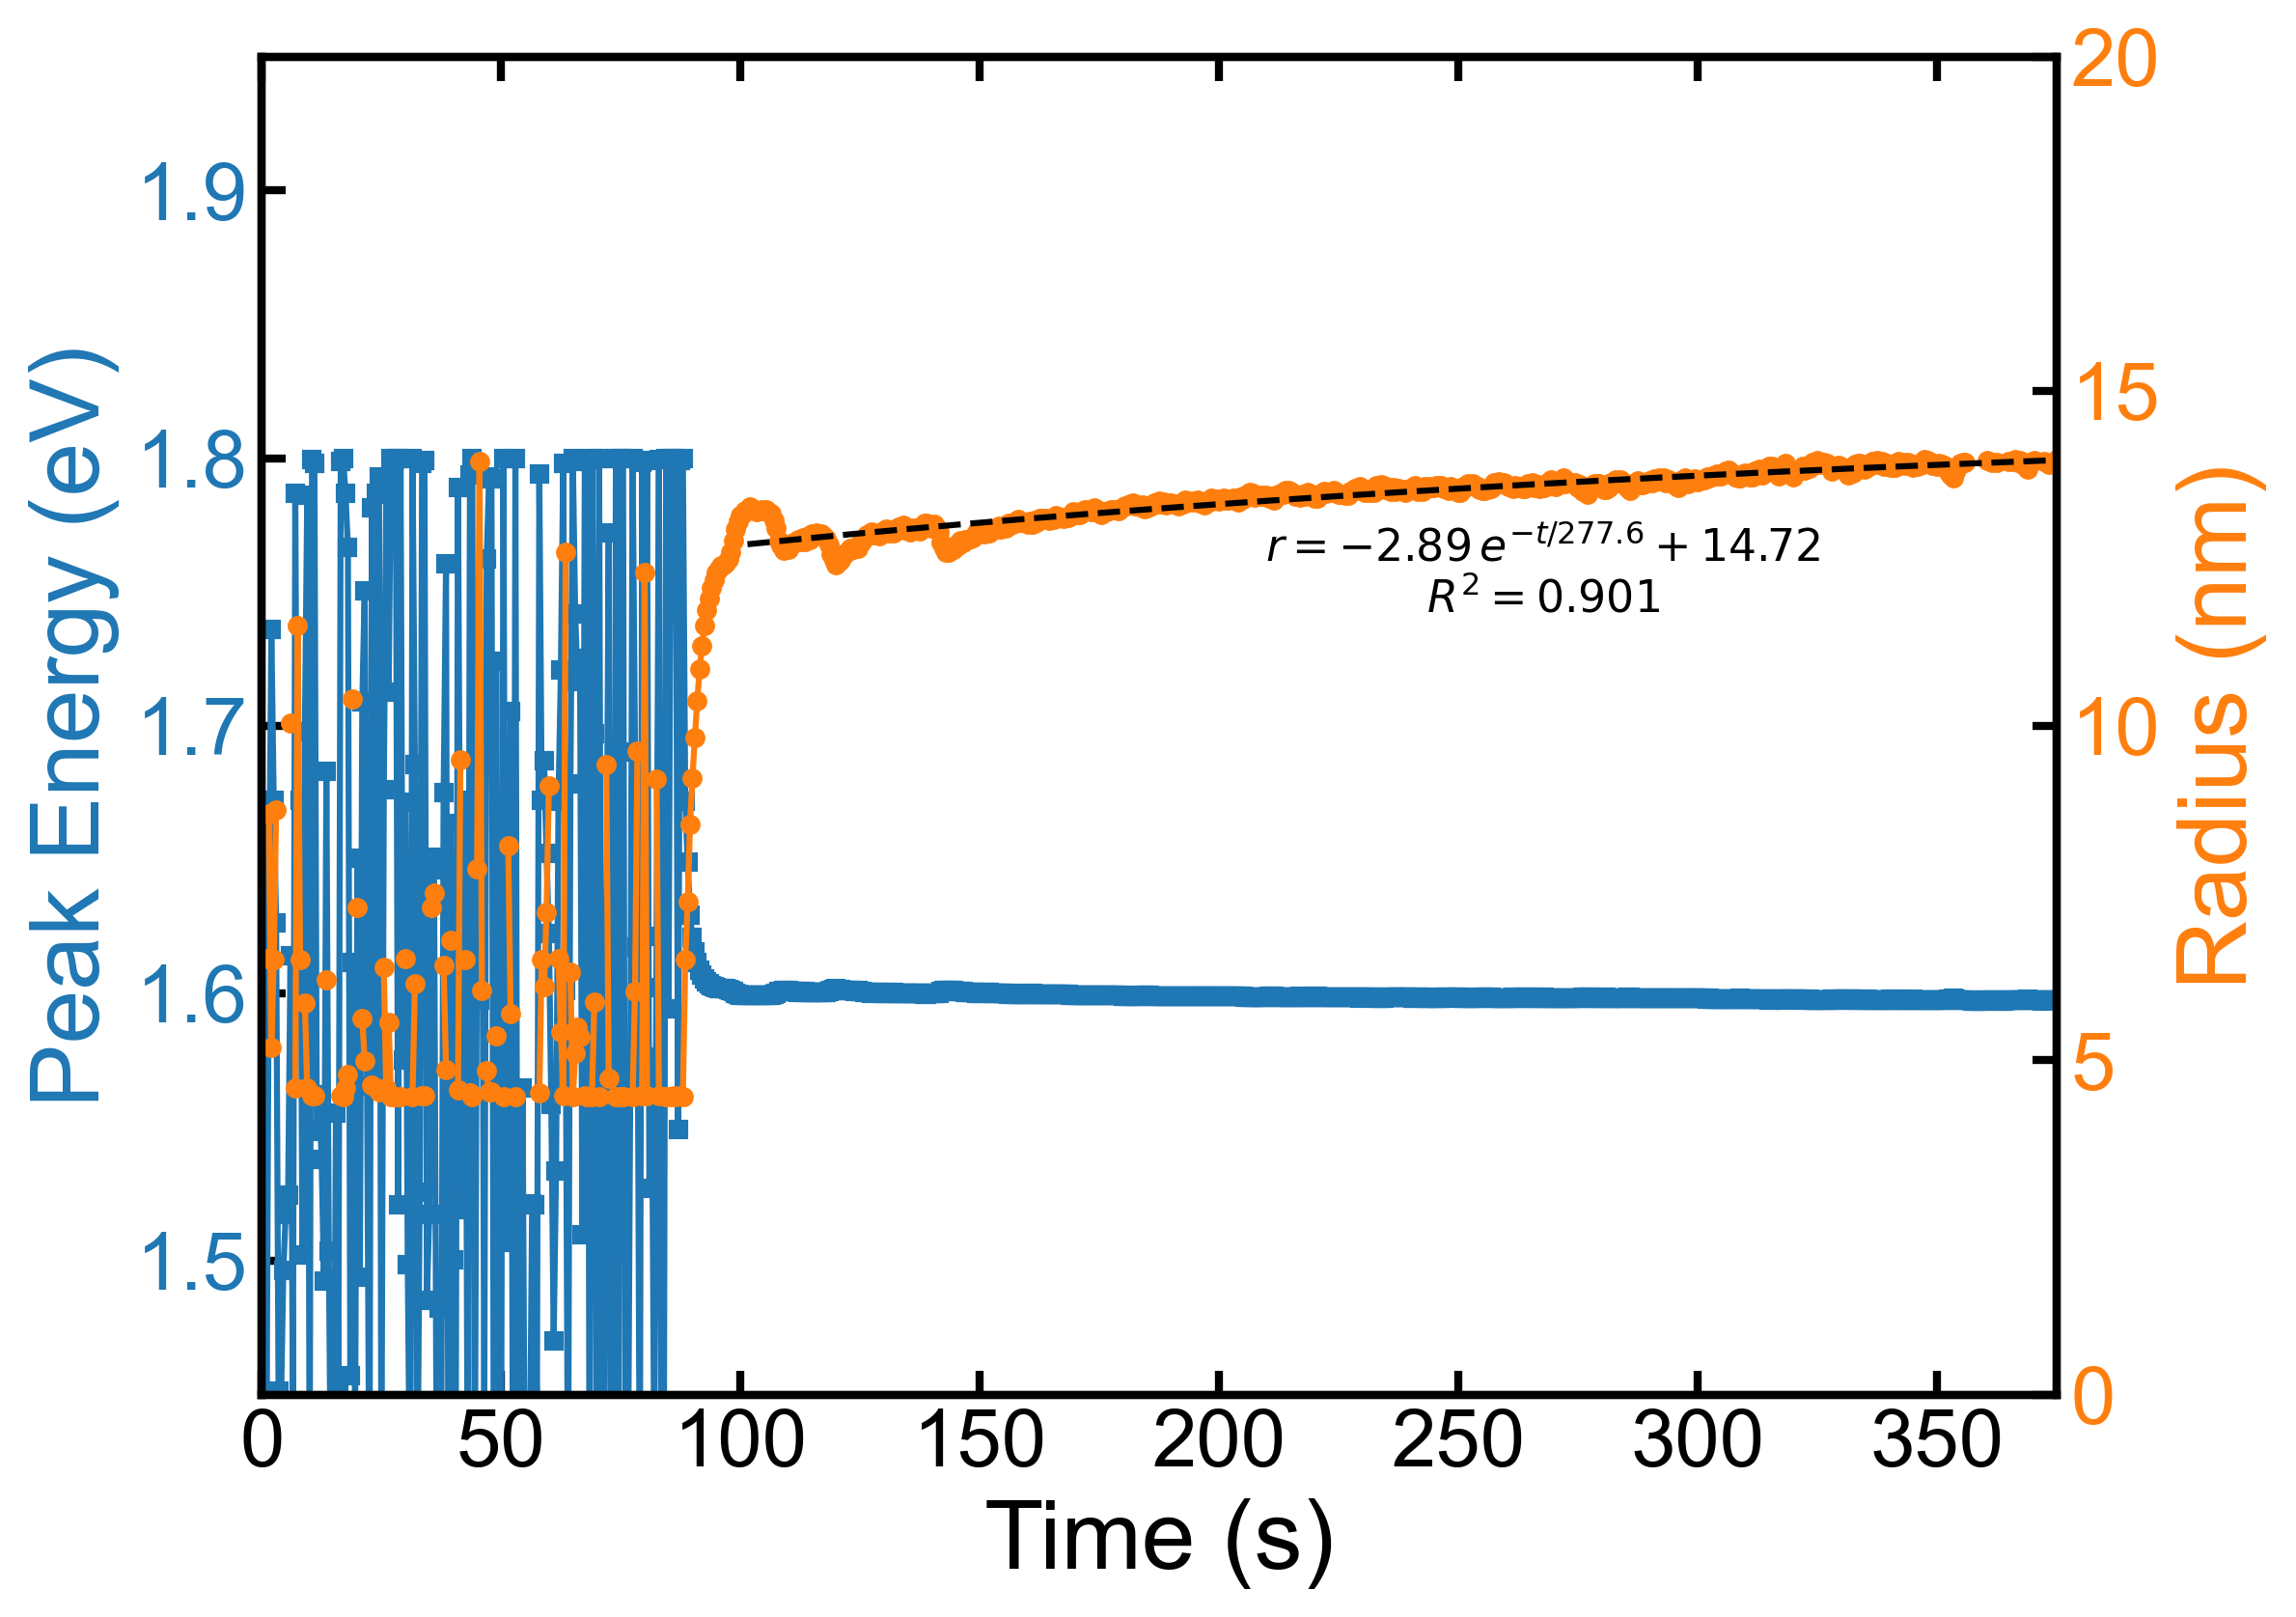 Peak Energy (eV)
1.9
1.8
1.7
1.6
1.5
20
15
10
5
0
Radius (nm)
r = −2.89 e^{−t/277.6} + 14.72
R² = 0.901
0 50 100 150 200 250 300 350
Time (s)